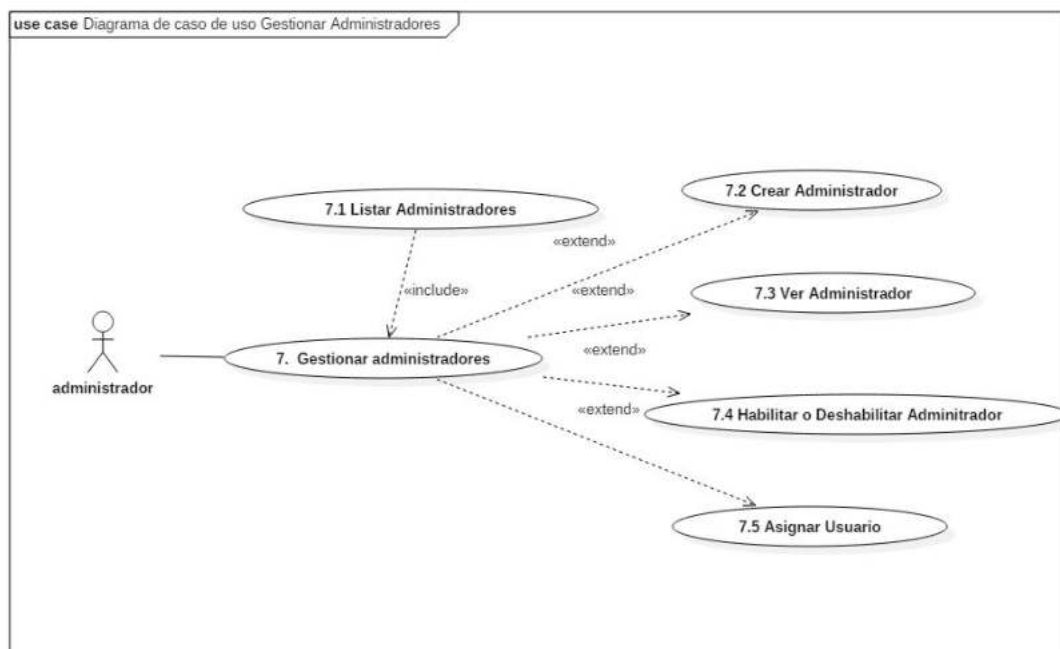 use case Diagrama de caso de uso Gestionar Administradores
7.2 Crear Administrador
7.1 Listar Administradores
«extend»
«include»
«extend»
7.3 Ver Administrador
«extend»
7. Gestionar administradores
administrador
«extend»
7.4 Habilitar o Deshabilitar Adminitrador
7.5 Asignar Usuario